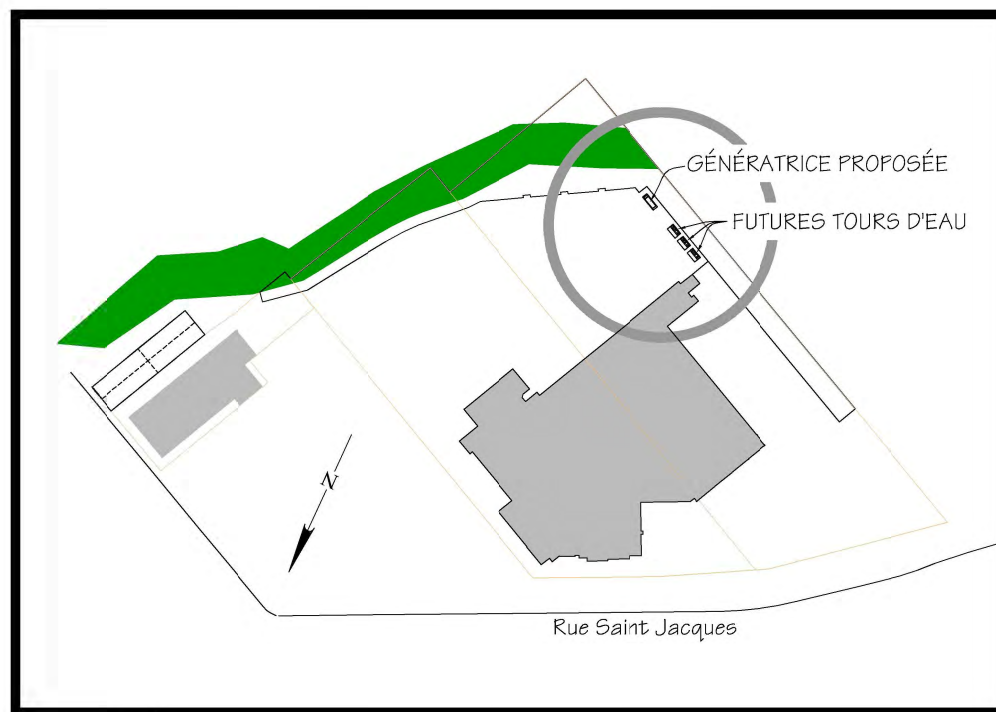 GÉNÉRATRICE PROPOSÉE
FUTURES TOURS D'EAU
N
Rue Saint Jacques